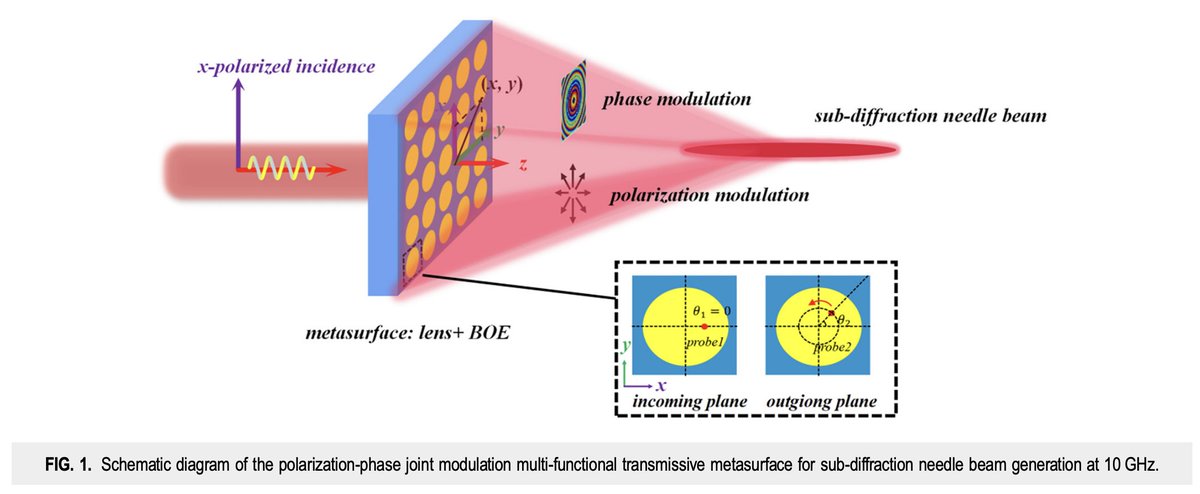 x-polarized incidence
(x, y)
x
y
z
phase modulation
sub-diffraction needle beam
polarization modulation
metasurface: lens+ BOE
θ₁ = 0
θ₂
probe1
probe2
y
x
incoming plane
outgiong plane
FIG. 1. Schematic diagram of the polarization-phase joint modulation multi-functional transmissive metasurface for sub-diffraction needle beam generation at 10 GHz.